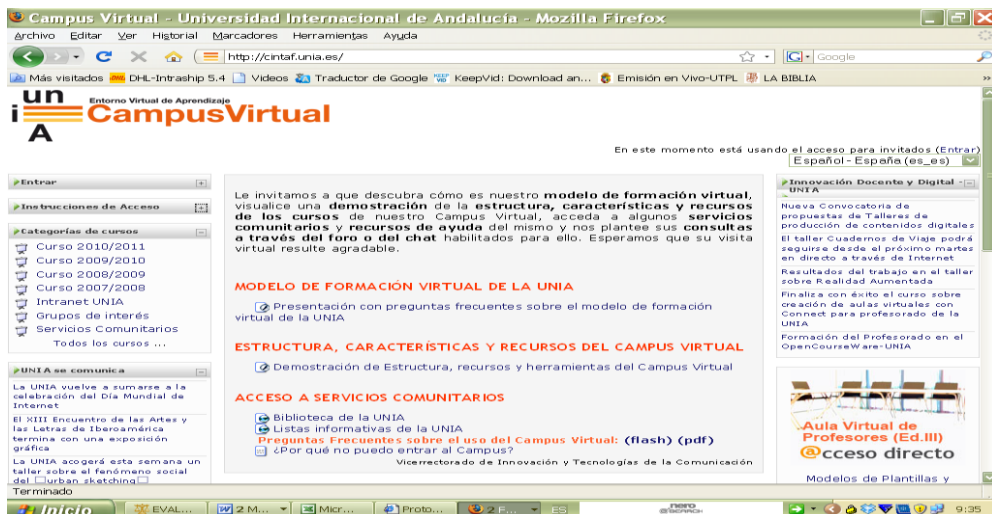 Campus Virtual - Universidad Internacional de Andalucía - Mozilla Firefox
Archivo Editar Ver Historial Marcadores Herramientas Ayuda
http://cintaf.unia.es/
Google
Más visitados DHL-Intraship 5.4 Videos Traductor de Google KeepVid: Download an... Emisión en Vivo-UTPL LA BIBLIA »
un
i
A
Entorno Virtual de Aprendizaje
CampusVirtual
En este momento está usando el acceso para invitados (Entrar)
Español - España (es_es)
Entrar
Instrucciones de Acceso
Categorías de cursos
Curso 2010/2011
Curso 2009/2010
Curso 2008/2009
Curso 2007/2008
Intranet UNIA
Grupos de interés
Servicios Comunitarios
Todos los cursos ...
UNIA se comunica
La UNIA vuelve a sumarse a la
celebración del Día Mundial de
Internet
El XIII Encuentro de las Artes y
las Letras de Iberoamérica
termina con una exposición
gráfica
La UNIA acogerá esta semana un
taller sobre el fenómeno social
del □urban sketching□
Le invitamos a que descubra cómo es nuestro modelo de formación virtual,
visualice una demostración de la estructura, características y recursos
de los cursos de nuestro Campus Virtual, acceda a algunos servicios
comunitarios y recursos de ayuda del mismo y nos plantee sus consultas
a través del foro o del chat habilitados para ello. Esperamos que su visita
virtual resulte agradable.
MODELO DE FORMACIÓN VIRTUAL DE LA UNIA
Presentación con preguntas frecuentes sobre el modelo de formación
virtual de la UNIA
ESTRUCTURA, CARACTERÍSTICAS Y RECURSOS DEL CAMPUS VIRTUAL
Demostración de Estructura, recursos y herramientas del Campus Virtual
ACCESO A SERVICIOS COMUNITARIOS
Biblioteca de la UNIA
Listas informativas de la UNIA
Preguntas Frecuentes sobre el uso del Campus Virtual: (flash) (pdf)
¿Por qué no puedo entrar al Campus?
Vicerrectorado de Innovación y Tecnologías de la Comunicación
Innovación Docente y Digital -
UNIA
Nueva Convocatoria de
propuestas de Talleres de
producción de contenidos digitales
El taller Cuadernos de Viaje podrá
seguirse desde el próximo martes
en directo a través de Internet
Resultados del trabajo en el taller
sobre Realidad Aumentada
Finaliza con éxito el curso sobre
creación de aulas virtuales con
Connect para profesorado de la
UNIA
Formación del Profesorado en el
OpenCourseWare-UNIA
Aula Virtual de
Profesores (Ed.III)
@cceso directo
Modelos de Plantillas y
Terminado
Inicio EVAL... 2 M... Micr... Proto... 2 F... ES nero SEARCH 9:35